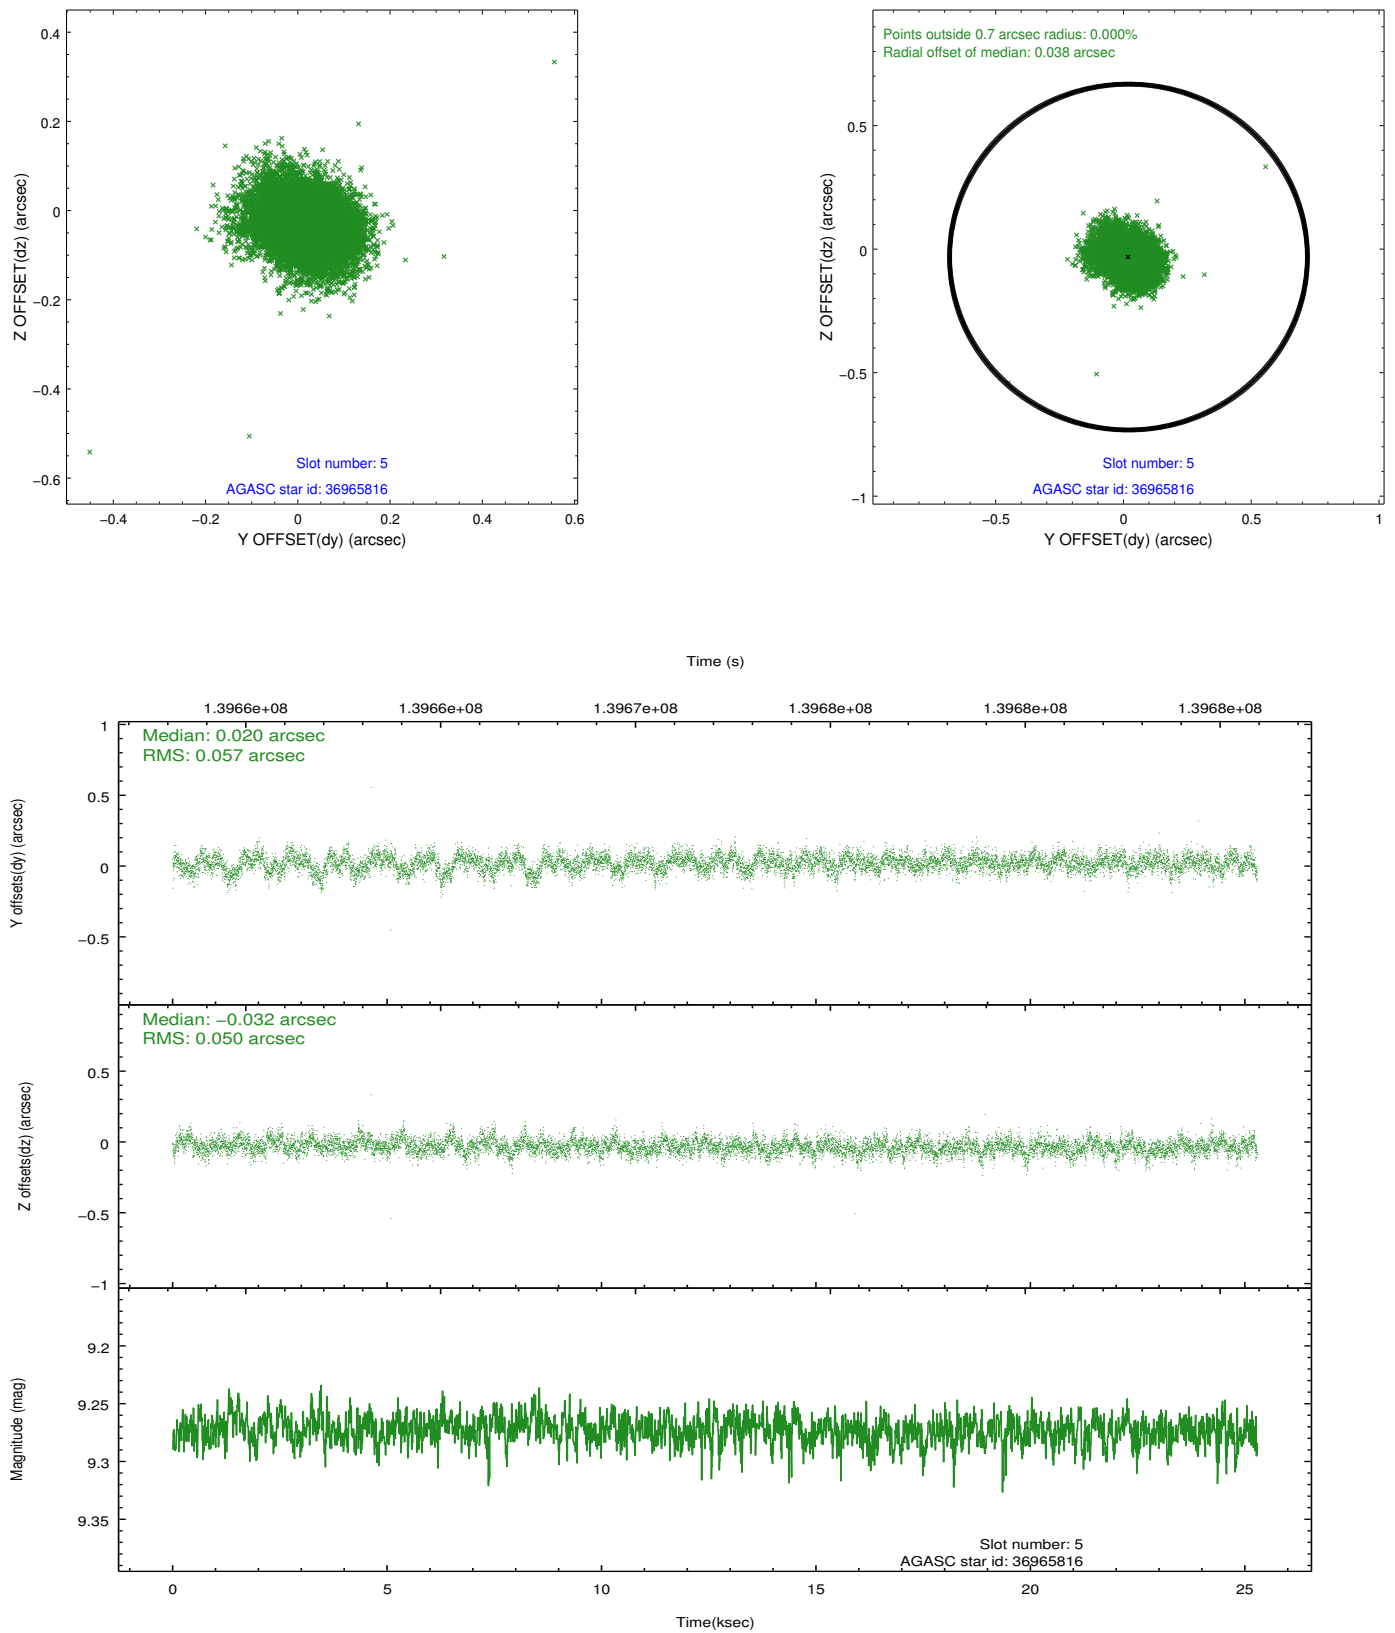 0.4
0.2
0
−0.2
−0.4
−0.6
Z OFFSET(dz) (arcsec)
Slot number: 5
AGASC star id: 36965816
−0.4 −0.2 0 0.2 0.4 0.6
Y OFFSET(dy) (arcsec)
Points outside 0.7 arcsec radius: 0.000%
Radial offset of median: 0.038 arcsec
0.5
0
−0.5
−1
Z OFFSET(dz) (arcsec)
Slot number: 5
AGASC star id: 36965816
−0.5 0 0.5 1
Y OFFSET(dy) (arcsec)
Time (s)
1.3966e+08 1.3966e+08 1.3967e+08 1.3968e+08 1.3968e+08 1.3968e+08
Median: 0.020 arcsec
RMS: 0.057 arcsec
1
0.5
0
−0.5
Y offsets(dy) (arcsec)
Median: −0.032 arcsec
RMS: 0.050 arcsec
0.5
0
−0.5
−1
Z offsets(dz) (arcsec)
9.2
9.25
9.3
9.35
Magnitude (mag)
Slot number: 5
AGASC star id: 36965816
0 5 10 15 20 25
Time(ksec)